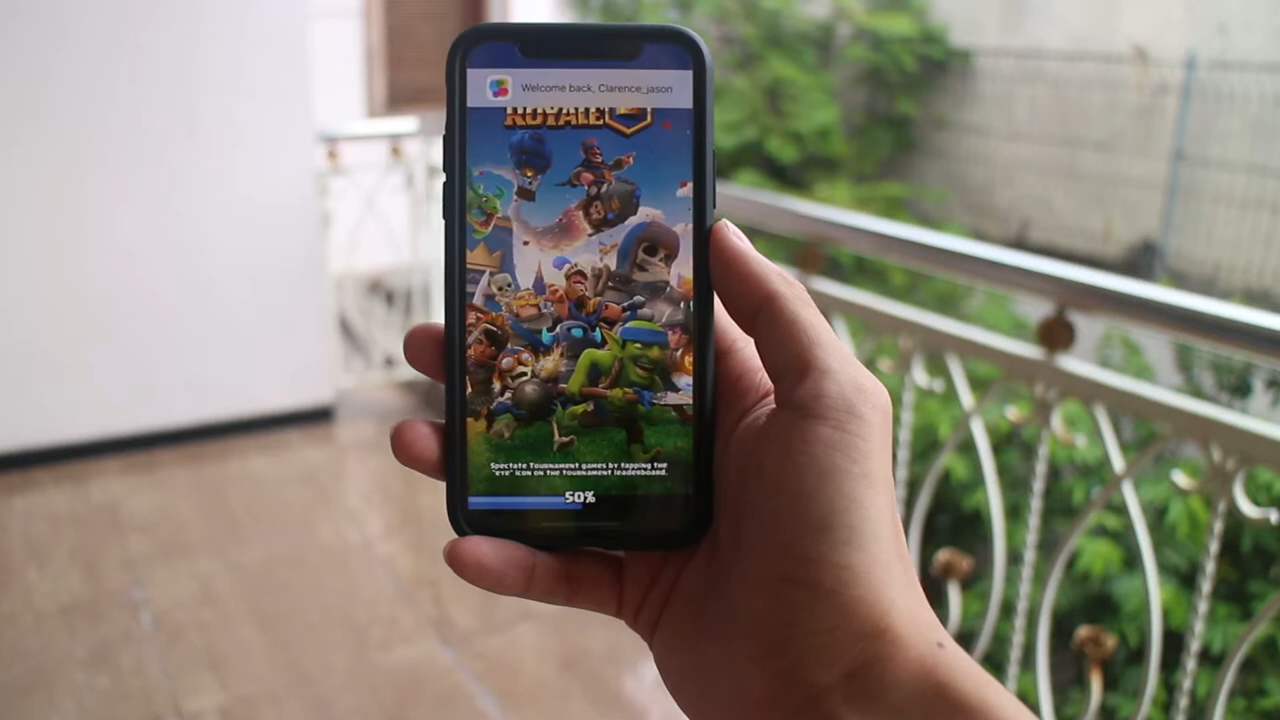 Welcome back, Clarence_jason
ROYALE
Spectate Tournament games by tapping the
"eye" icon on the tournament leaderboard.
50%